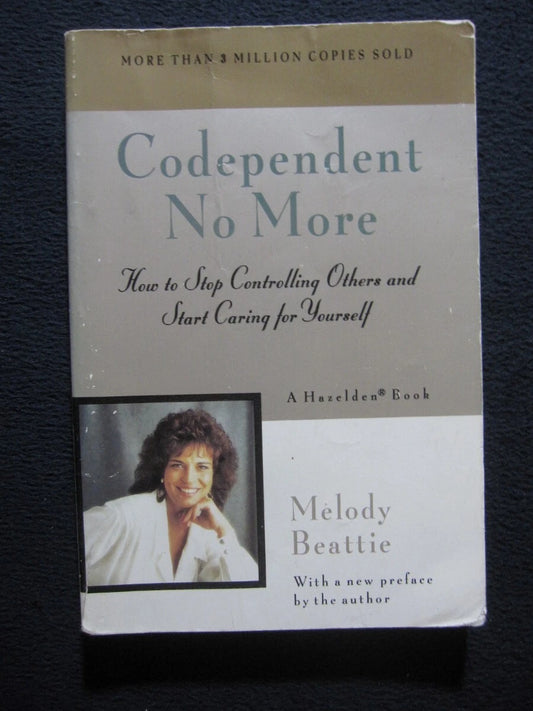 MORE THAN 3 MILLION COPIES SOLD
Codependent
No More
How to Stop Controlling Others and
Start Caring for Yourself
A Hazelden® Book
Melody
Beattie
With a new preface
by the author